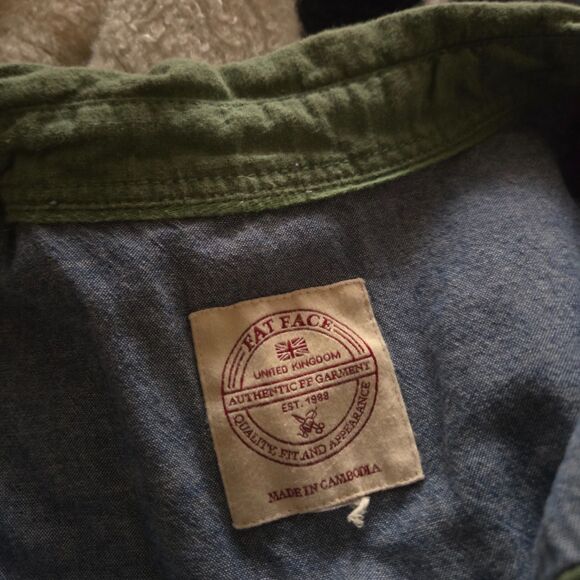 FAT FACE
UNITED KINGDOM
AUTHENTIC FF GARMENT
EST. 1988
QUALITY, FIT AND APPEARANCE
MADE IN CAMBODIA